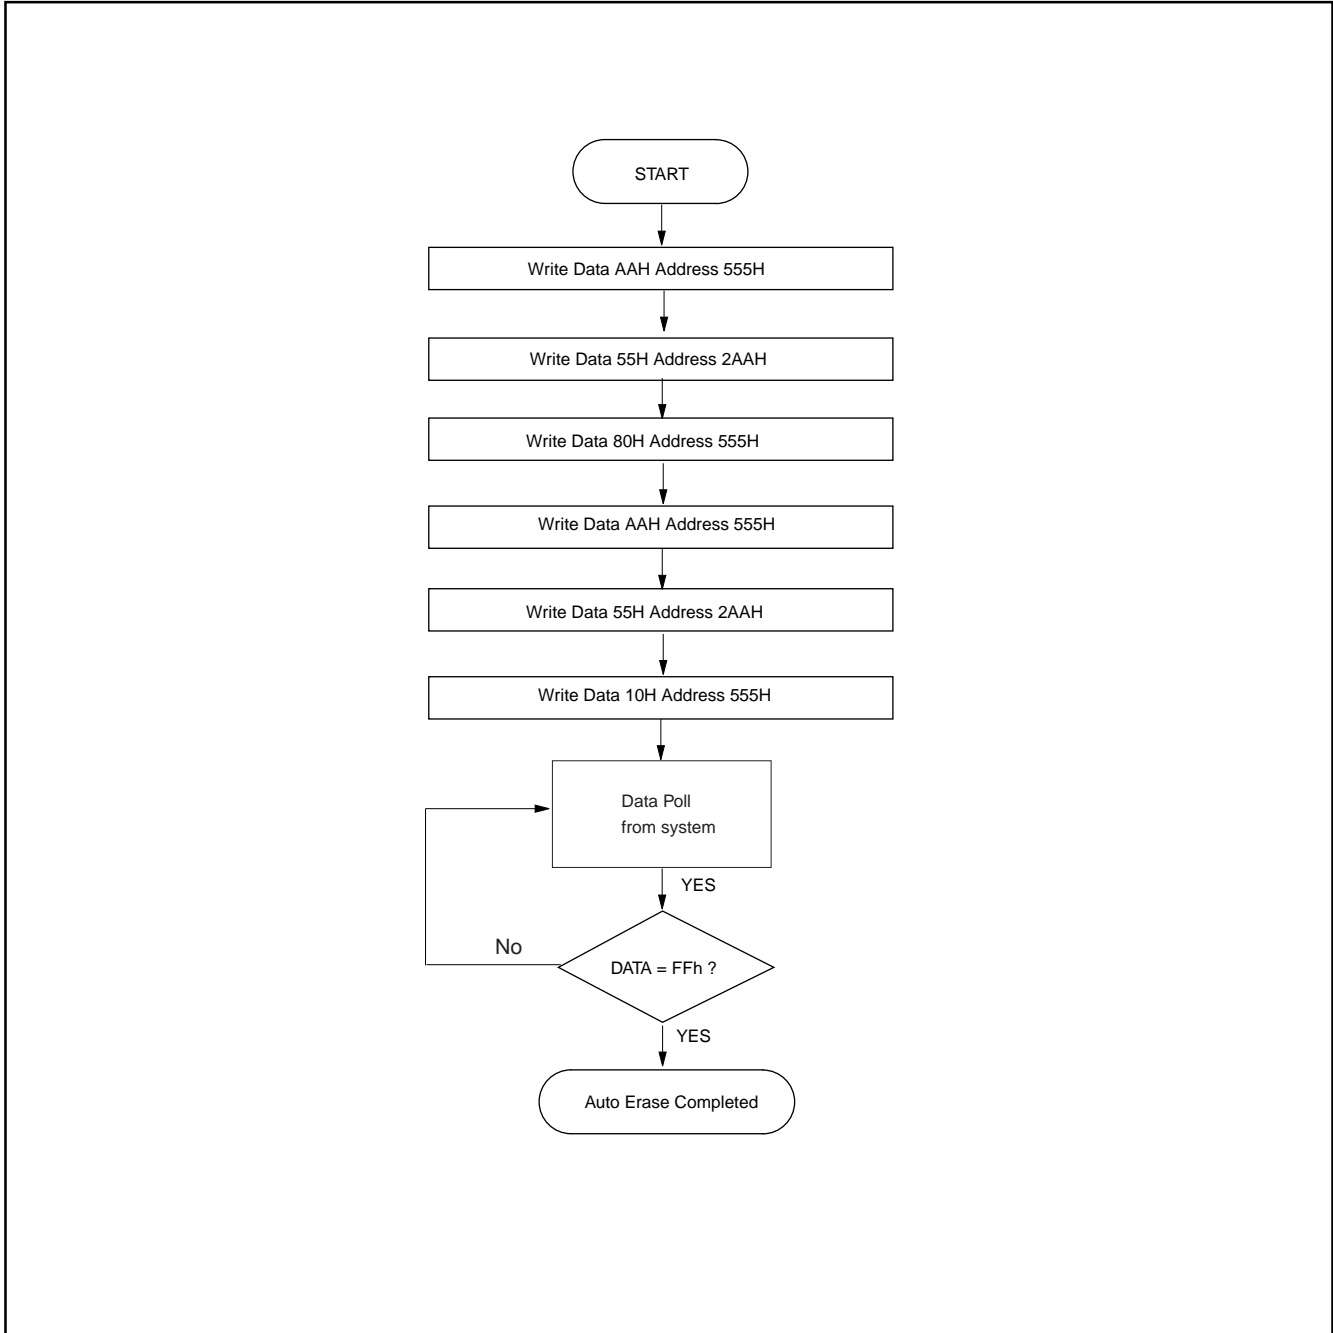 START
Write Data AAH Address 555H
Write Data 55H Address 2AAH
Write Data 80H Address 555H
Write Data AAH Address 555H
Write Data 55H Address 2AAH
Write Data 10H Address 555H
Data Poll
from system
YES
No
DATA = FFh ?
YES
Auto Erase Completed